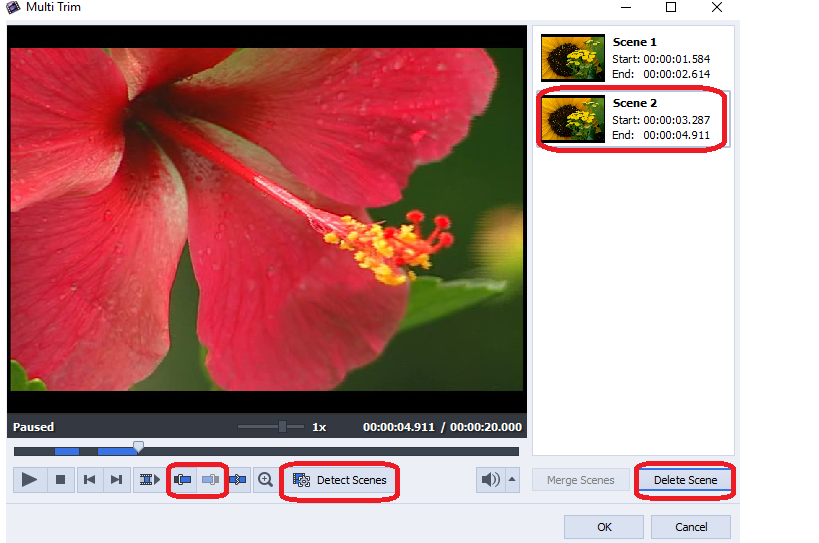 Multi Trim
Scene 1
Start: 00:00:01.584
End: 00:00:02.614
Scene 2
Start: 00:00:03.287
End: 00:00:04.911
Paused
1x
00:00:04.911 / 00:00:20.000
Detect Scenes
Merge Scenes
Delete Scene
OK
Cancel